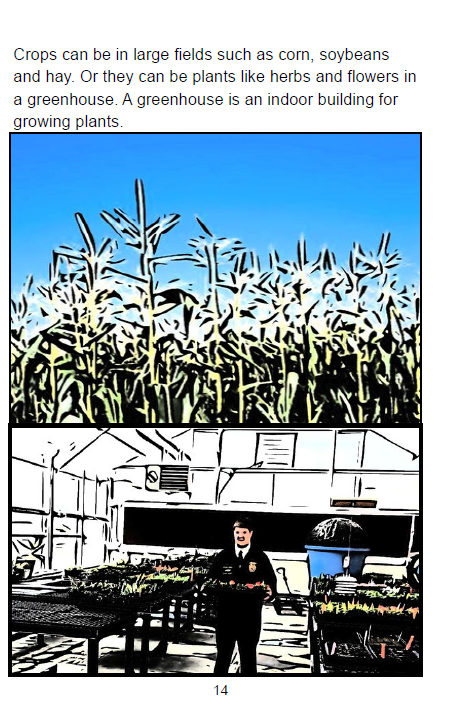 Crops can be in large fields such as corn, soybeans
and hay. Or they can be plants like herbs and flowers in
a greenhouse. A greenhouse is an indoor building for
growing plants.
14